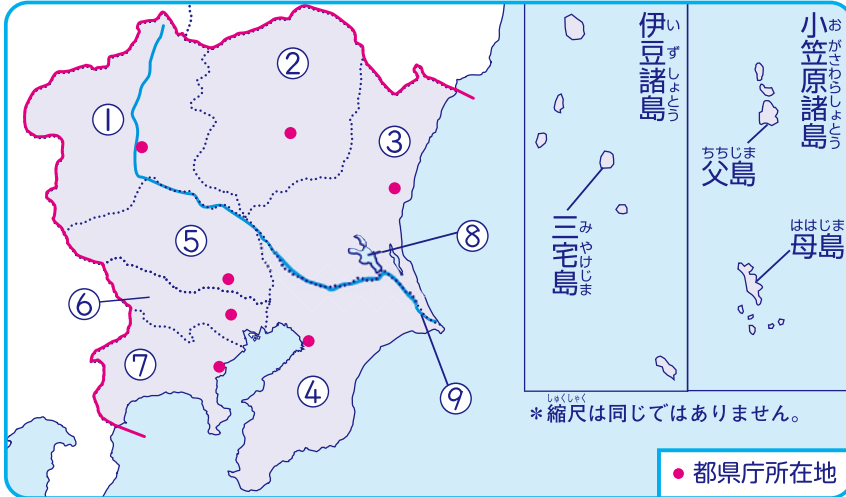 ①
②
③
④
⑤
⑥
⑦
⑧
⑨
伊豆諸島
いずしょとう
三宅島
みやけじま
小笠原諸島
おがさわらしょとう
父島
ちちじま
母島
ははじま
しゅくしゃく
*縮尺は同じではありません。
都県庁所在地